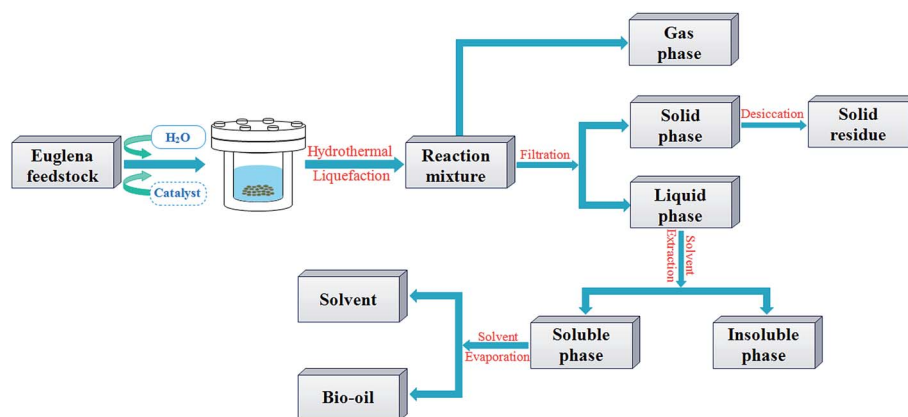 Gas
phase
H₂O
Euglena
feedstock
Catalyst
Hydrothermal
Liquefaction
Reaction
mixture
Filtration
Solid
phase
Desiccation
Solid
residue
Liquid
phase
Solvent
Extraction
Solvent
Bio-oil
Solvent
Evaporation
Soluble
phase
Insoluble
phase